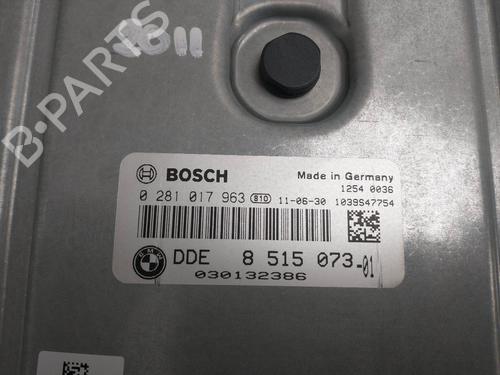 B-PARTS
BOSCH
Made in Germany
1254 0036
0 281 017 963 810 11-06-30 1039S47754
BMW
DDE 8 515 073-01
030132386